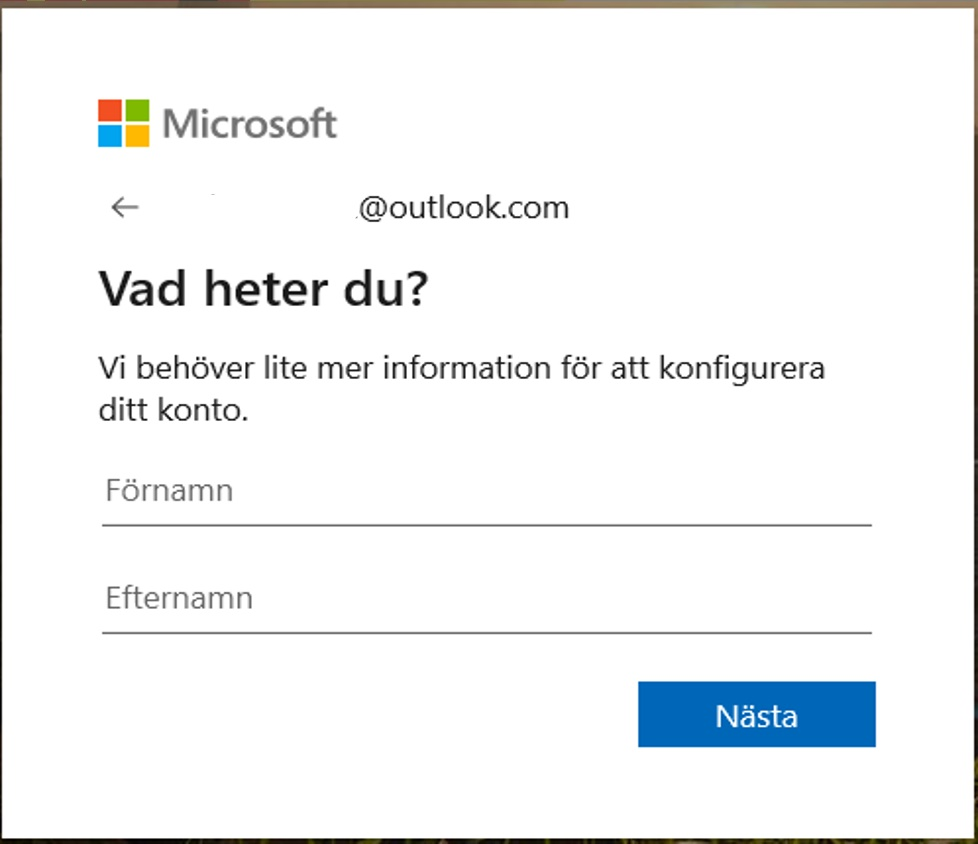 Microsoft
@outlook.com
Vad heter du?
Vi behöver lite mer information för att konfigurera
ditt konto.
Förnamn
Efternamn
Nästa